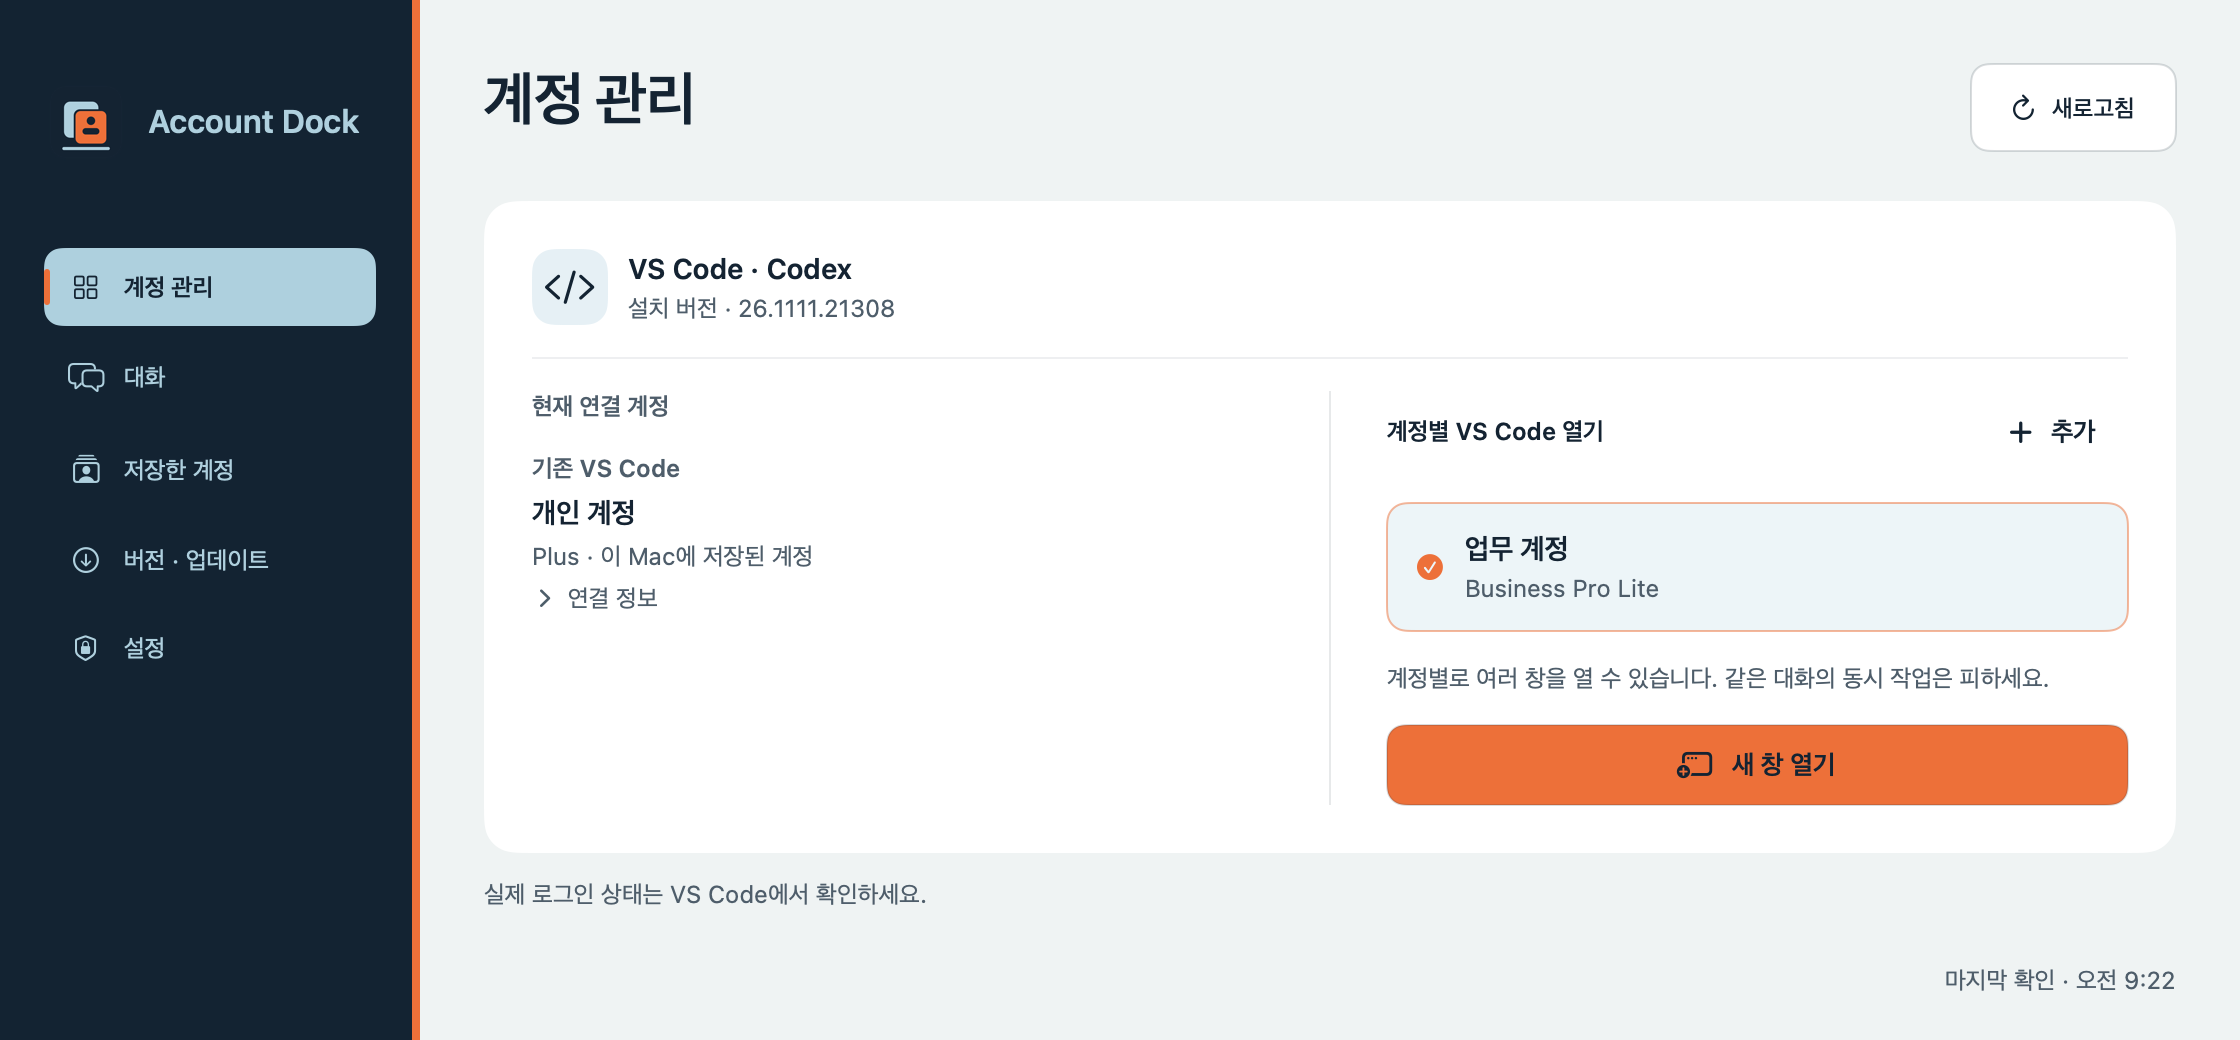 Account Dock
계정 관리
대화
저장한 계정
버전 · 업데이트
설정
계정 관리
새로고침
VS Code · Codex
설치 버전 · 26.1111.21308
현재 연결 계정
기존 VS Code
개인 계정
Plus · 이 Mac에 저장된 계정
연결 정보
계정별 VS Code 열기
추가
업무 계정
Business Pro Lite
계정별로 여러 창을 열 수 있습니다. 같은 대화의 동시 작업은 피하세요.
새 창 열기
실제 로그인 상태는 VS Code에서 확인하세요.
마지막 확인 · 오전 9:22